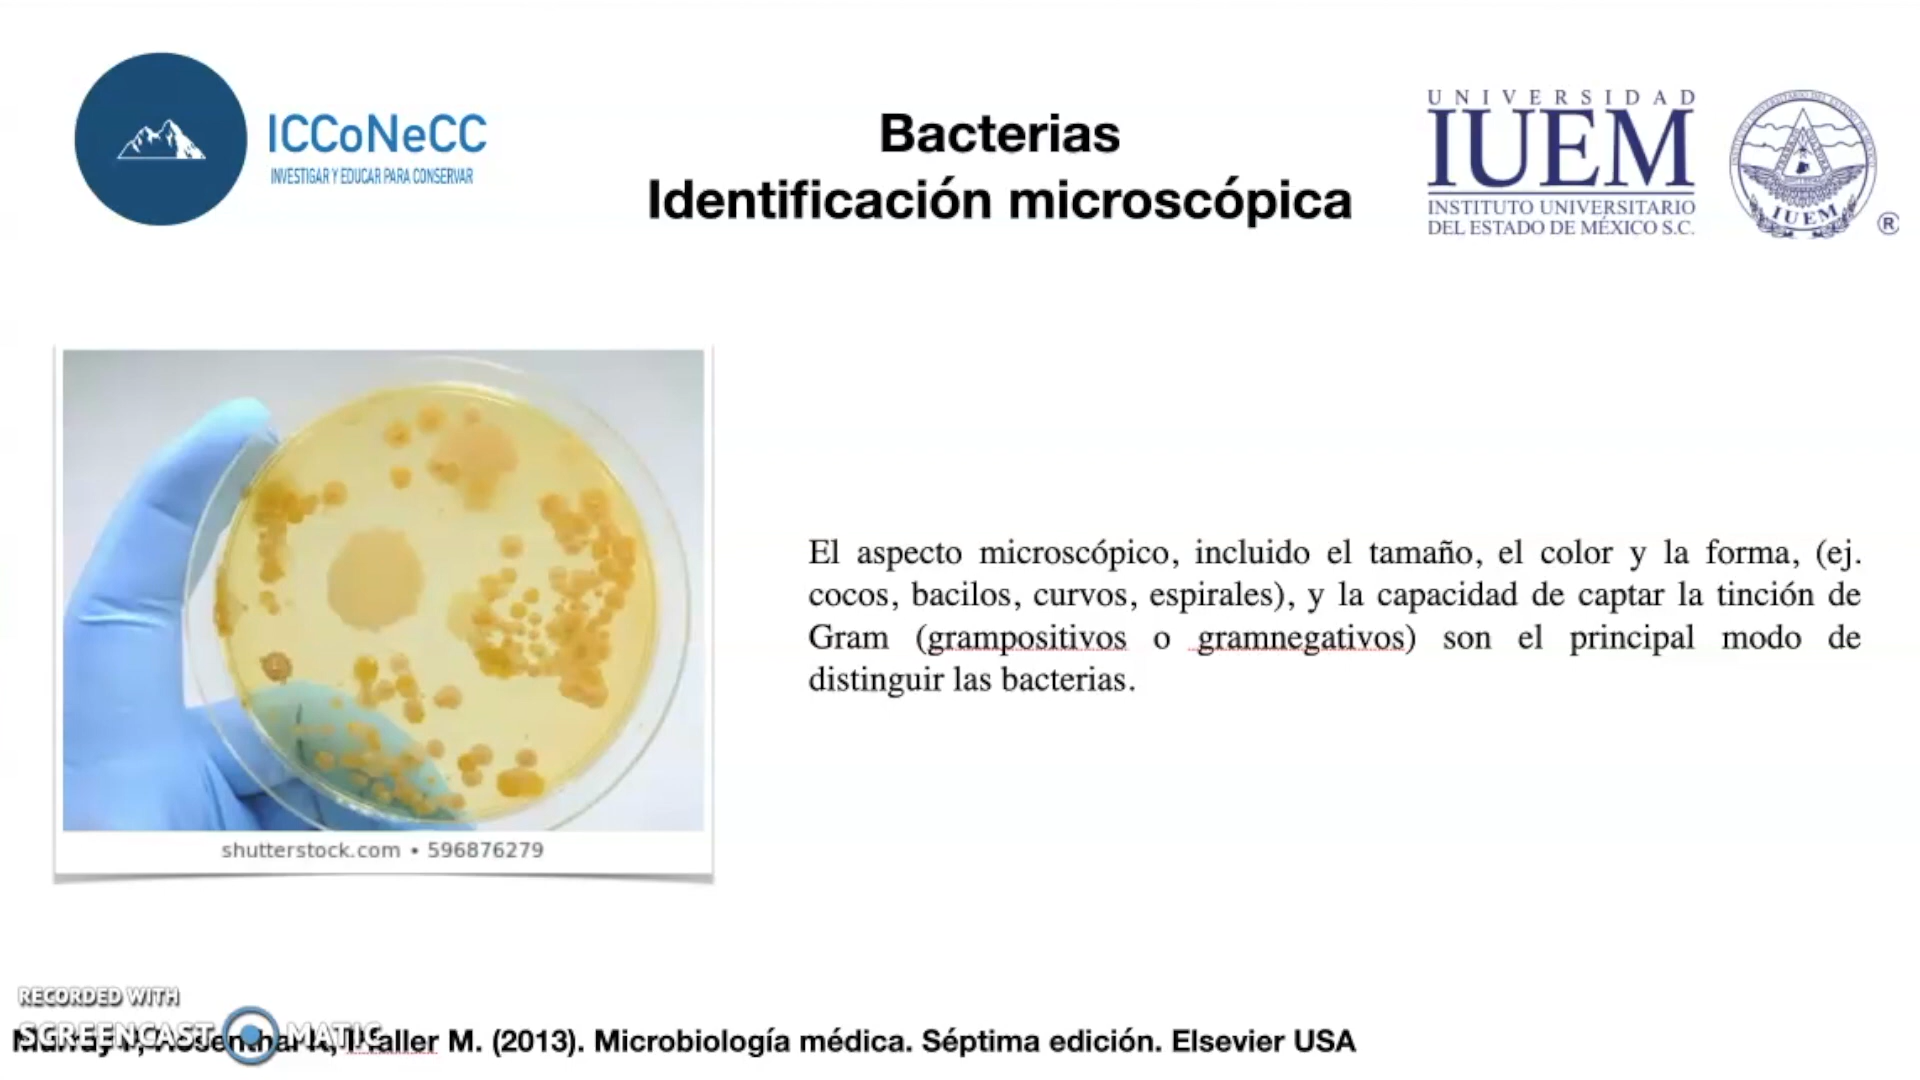 ICCoNeCC
INVESTIGAR Y EDUCAR PARA CONSERVAR
Bacterias
Identificación microscópica
UNIVERSIDAD
IUEM
INSTITUTO UNIVERSITARIO
DEL ESTADO DE MÉXICO S.C.
IUEM
®
El aspecto microscópico, incluido el tamaño, el color y la forma, (ej.
cocos, bacilos, curvos, espirales), y la capacidad de captar la tinción de
Gram (grampositivos o gramnegativos) son el principal modo de
distinguir las bacterias.
shutterstock.com • 596876279
RECORDED WITH
SCREENCAST MATIC
M. (2013). Microbiología médica. Séptima edición. Elsevier USA